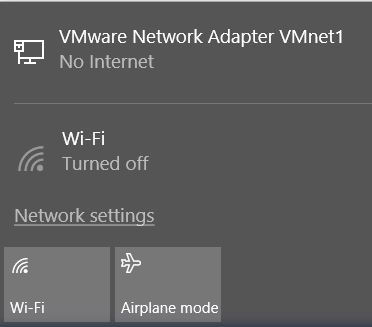 VMware Network Adapter VMnet1
No Internet
Wi-Fi
Turned off
Network settings
Wi-Fi
Airplane mode